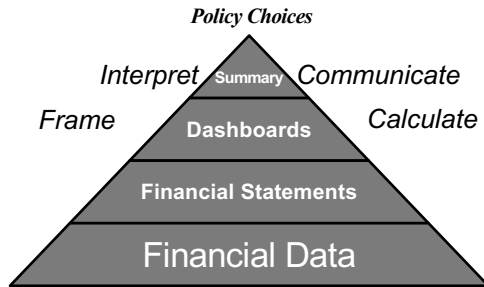 Policy Choices
Interpret Summary Communicate
Frame Dashboards Calculate
Financial Statements
Financial Data